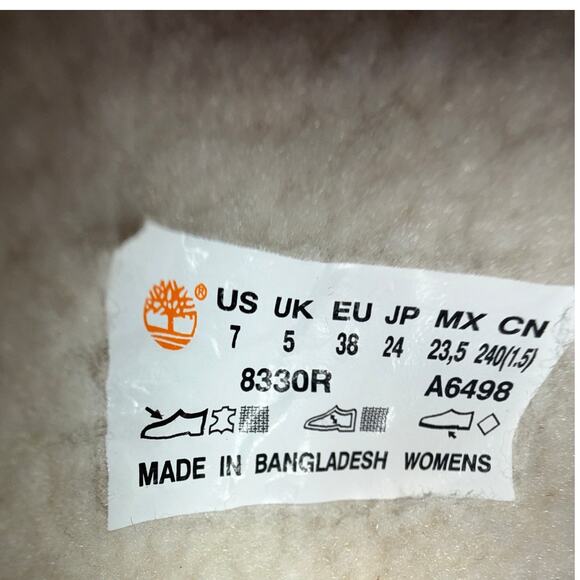 ® US UK EU JP MX CN
7 5 38 24 23,5 240(1.5)
8330R A6498
MADE IN BANGLADESH WOMENS